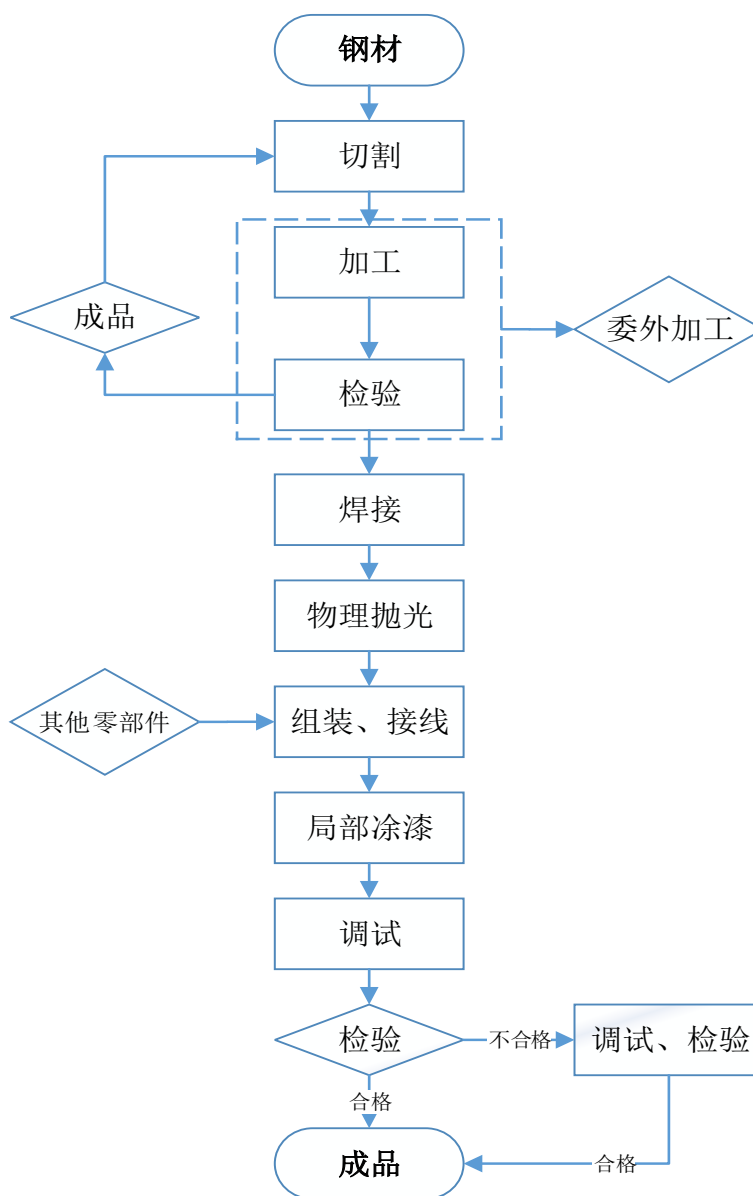 钢材
切割
加工
成品
委外加工
检验
焊接
物理抛光
其他零部件
组装、接线
局部涂漆
调试
检验
不合格
调试、检验
合格
成品
合格